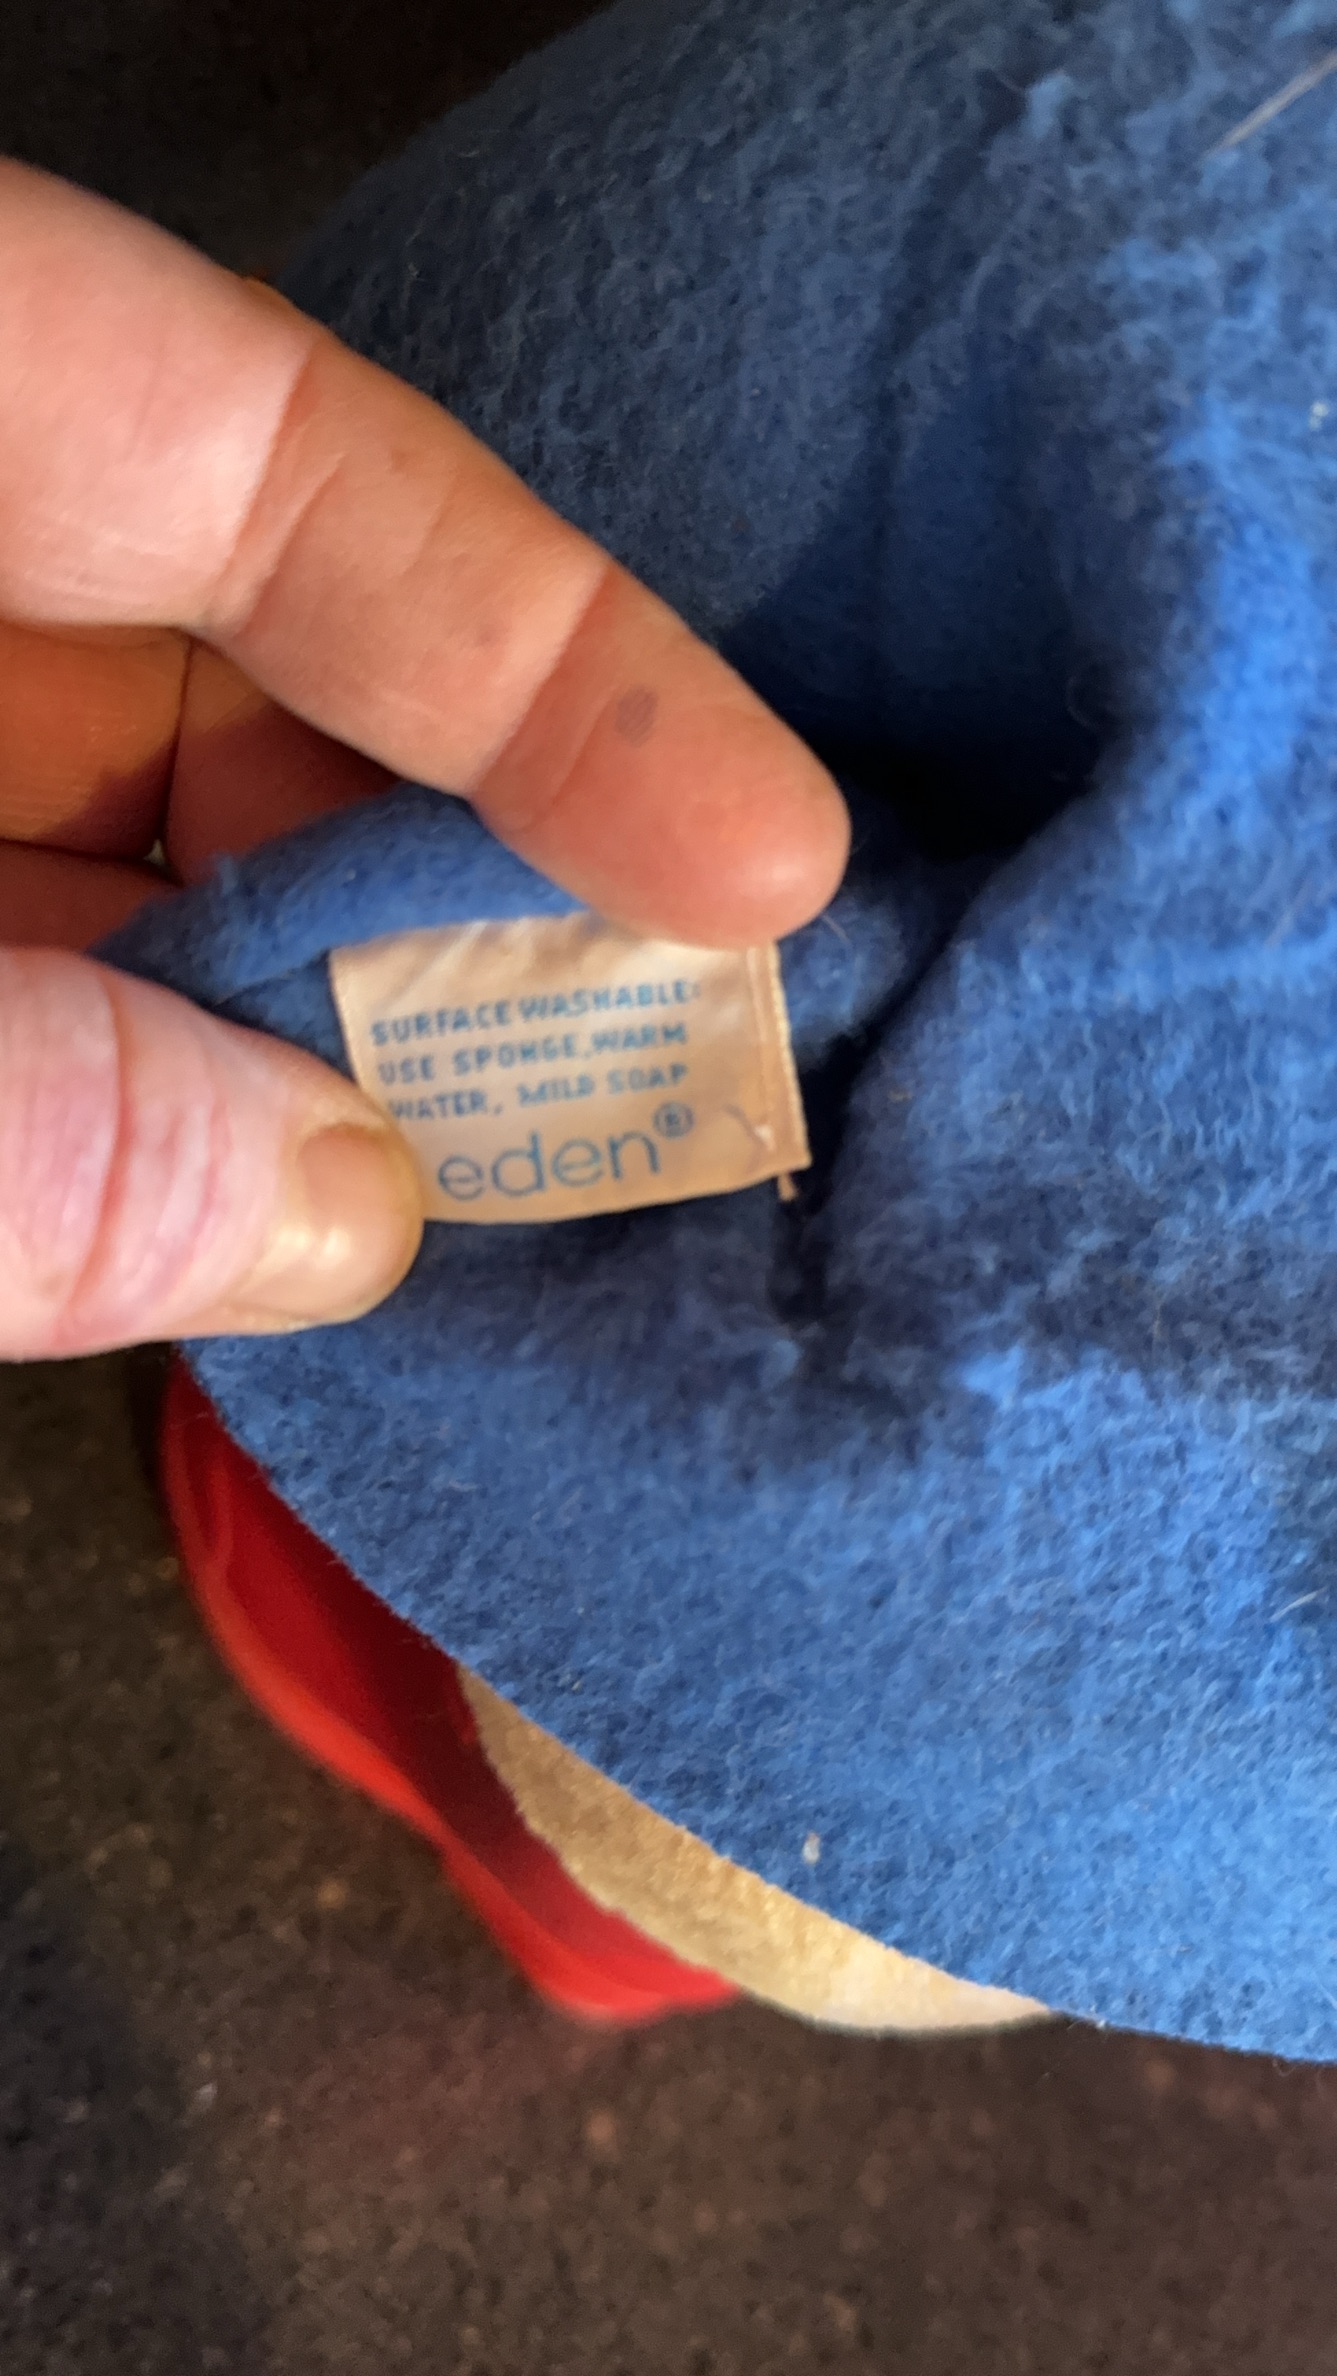 SURFACE WASHABLE:
USE SPONGE, WARM
WATER, MILD SOAP
eden®